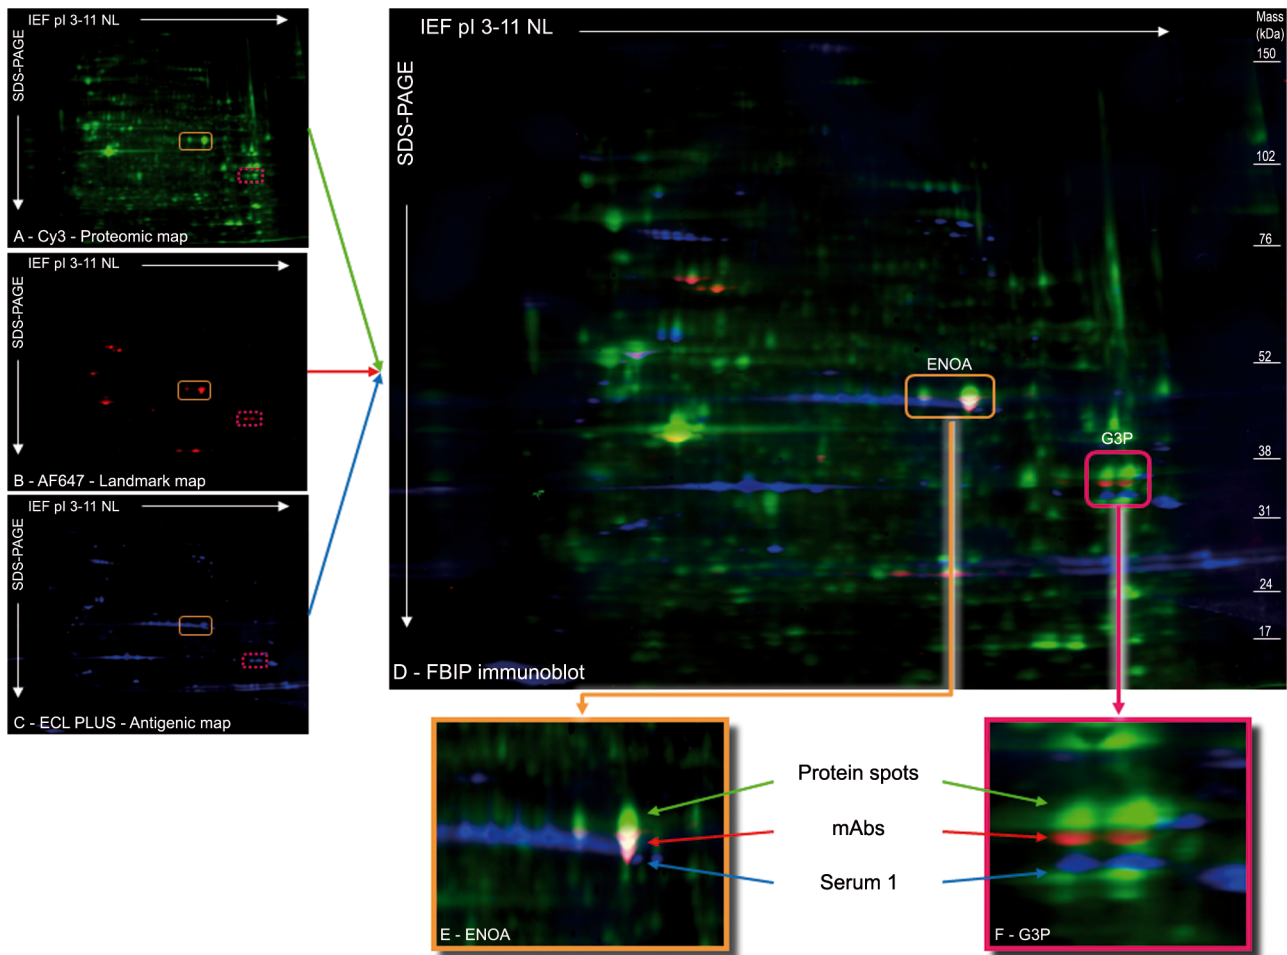 IEF pI 3-11 NL
SDS-PAGE
A - Cy3 - Proteomic map
IEF pI 3-11 NL
SDS-PAGE
B - AF647 - Landmark map
IEF pI 3-11 NL
SDS-PAGE
C - ECL PLUS - Antigenic map
IEF pI 3-11 NL
SDS-PAGE
Mass
(kDa)
150
102
76
52
38
31
24
17
ENOA
G3P
D - FBIP immunoblot
Protein spots
mAbs
Serum 1
E - ENOA
F - G3P